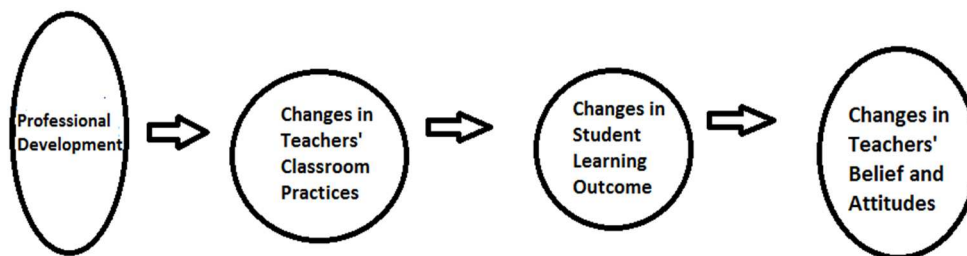 Professional
Development
Changes in
Teachers'
Classroom
Practices
Changes in
Student
Learning
Outcome
Changes in
Teachers'
Belief and
Attitudes